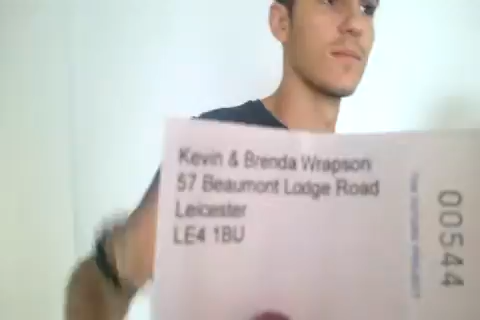 Kevin & Brenda Wrapson
57 Beaumont Lodge Road
Leicester
LE4 1BU
00544